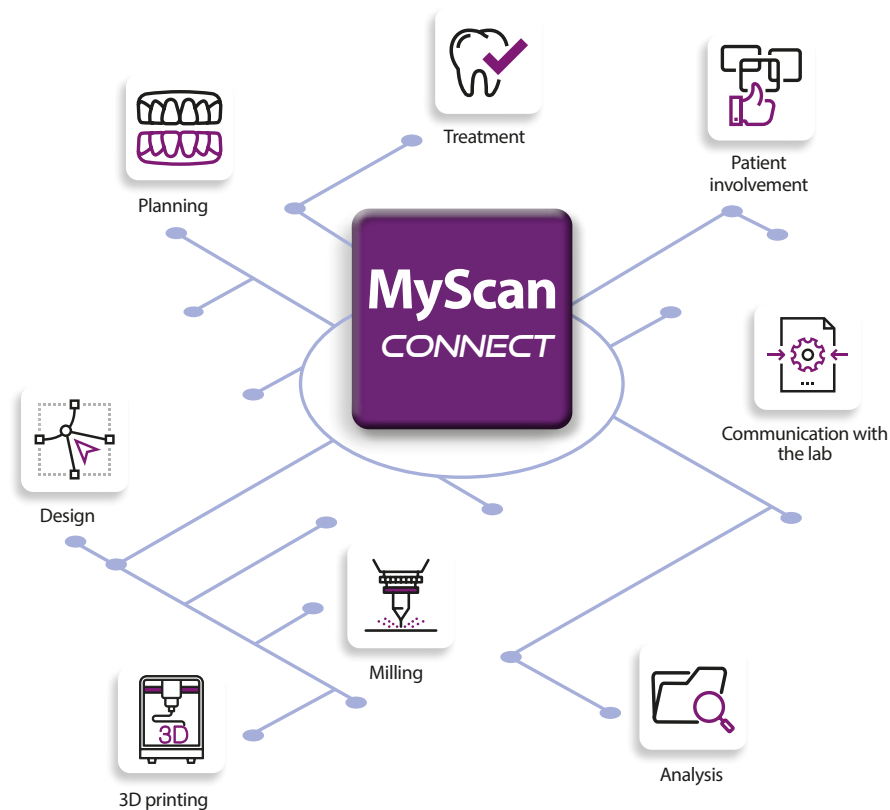 Treatment
Patient
involvement
Planning
MyScan
CONNECT
Communication with
the lab
Design
Milling
3D
3D printing
Analysis